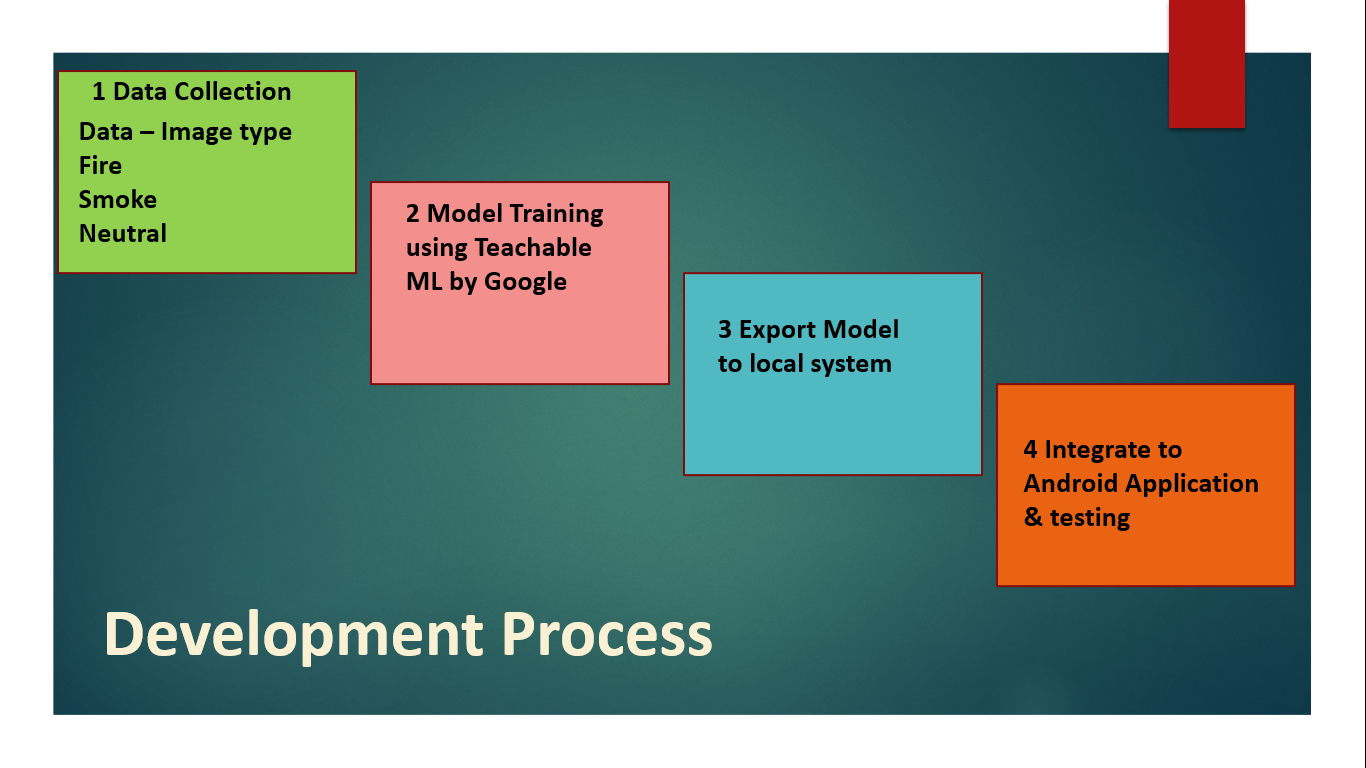 1 Data Collection
Data – Image type
Fire
Smoke
Neutral
2 Model Training
using Teachable
ML by Google
3 Export Model
to local system
4 Integrate to
Android Application
& testing
Development Process